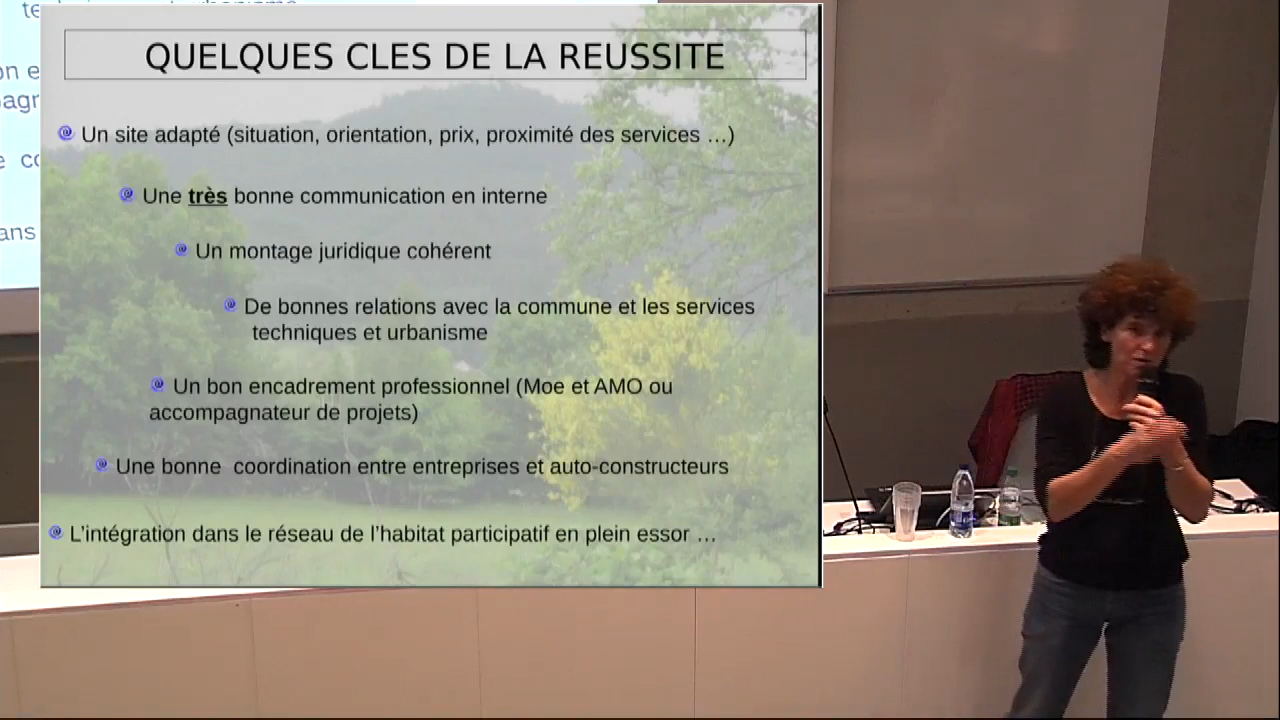 QUELQUES CLES DE LA REUSSITE
Un site adapté (situation, orientation, prix, proximité des services …)
Une très bonne communication en interne
Un montage juridique cohérent
De bonnes relations avec la commune et les services
techniques et urbanisme
Un bon encadrement professionnel (Moe et AMO ou
accompagnateur de projets)
Une bonne coordination entre entreprises et auto-constructeurs
L'intégration dans le réseau de l'habitat participatif en plein essor …